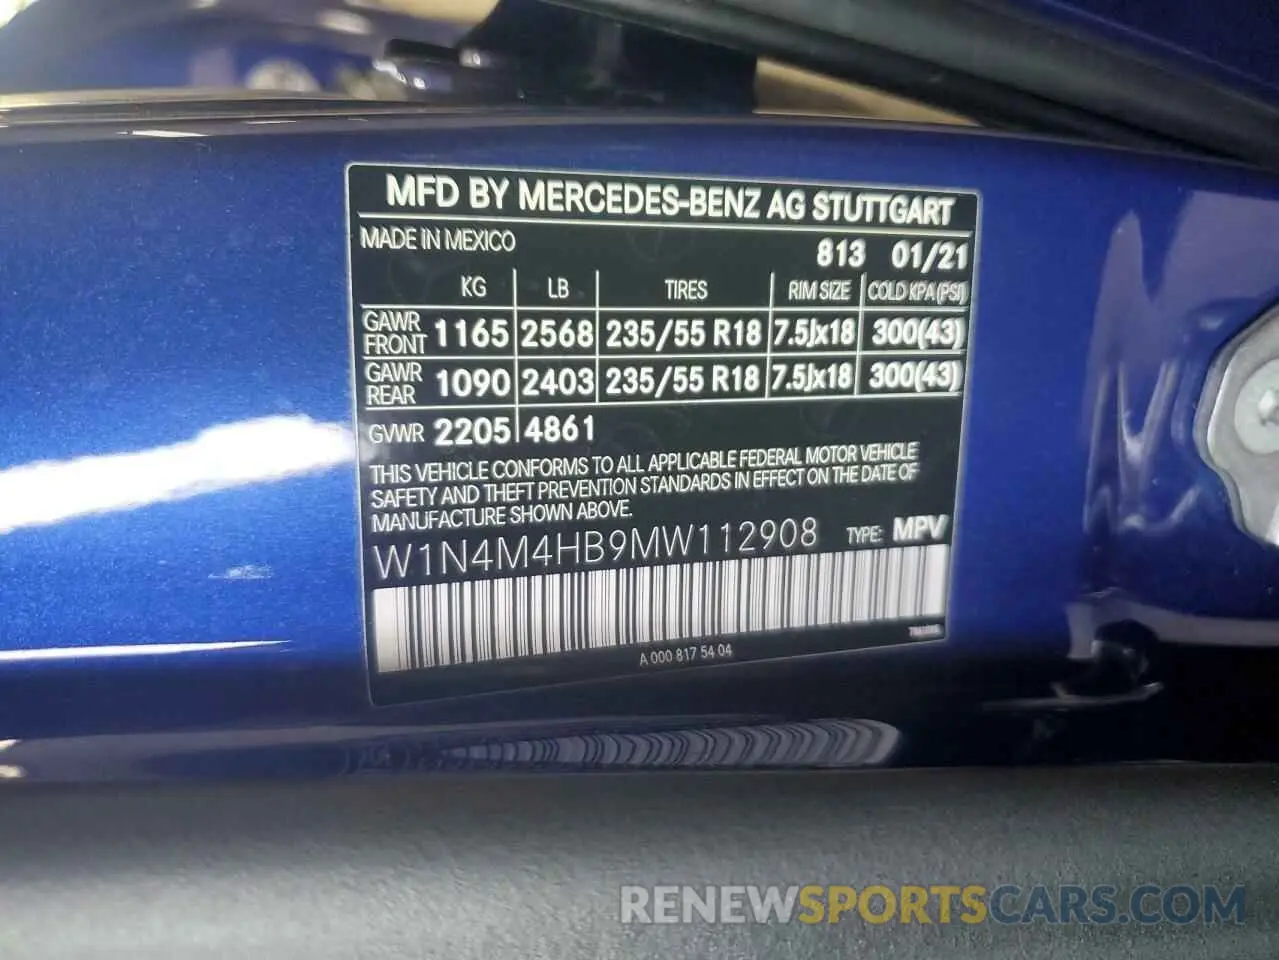 MFD BY MERCEDES-BENZ AG STUTTGART
MADE IN MEXICO 813 01/21
KG LB TIRES RIM SIZE COLD KPA (PSI)
GAWR FRONT 1165 2568 235/55 R18 7.5Jx18 300(43)
GAWR REAR 1090 2403 235/55 R18 7.5Jx18 300(43)
GVWR 2205 4861
THIS VEHICLE CONFORMS TO ALL APPLICABLE FEDERAL MOTOR VEHICLE
SAFETY AND THEFT PREVENTION STANDARDS IN EFFECT ON THE DATE OF
MANUFACTURE SHOWN ABOVE.
W1N4M4HB9MW112908 TYPE: MPV
A 000 817 54 04
RENEWSPORTSCARS.COM